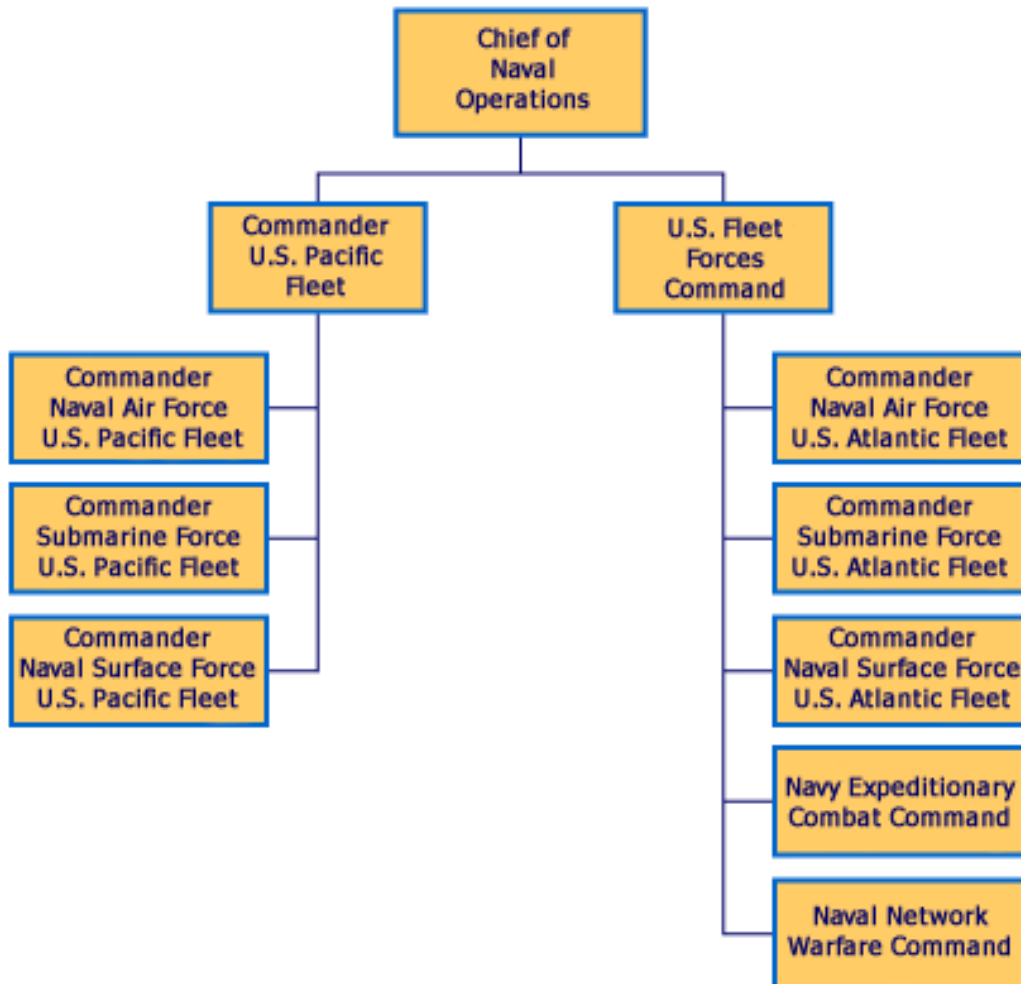 Chief of
Naval
Operations
Commander
U.S. Pacific
Fleet
U.S. Fleet
Forces
Command
Commander
Naval Air Force
U.S. Pacific Fleet
Commander
Submarine Force
U.S. Pacific Fleet
Commander
Naval Surface Force
U.S. Pacific Fleet
Commander
Naval Air Force
U.S. Atlantic Fleet
Commander
Submarine Force
U.S. Atlantic Fleet
Commander
Naval Surface Force
U.S. Atlantic Fleet
Navy Expeditionary
Combat Command
Naval Network
Warfare Command